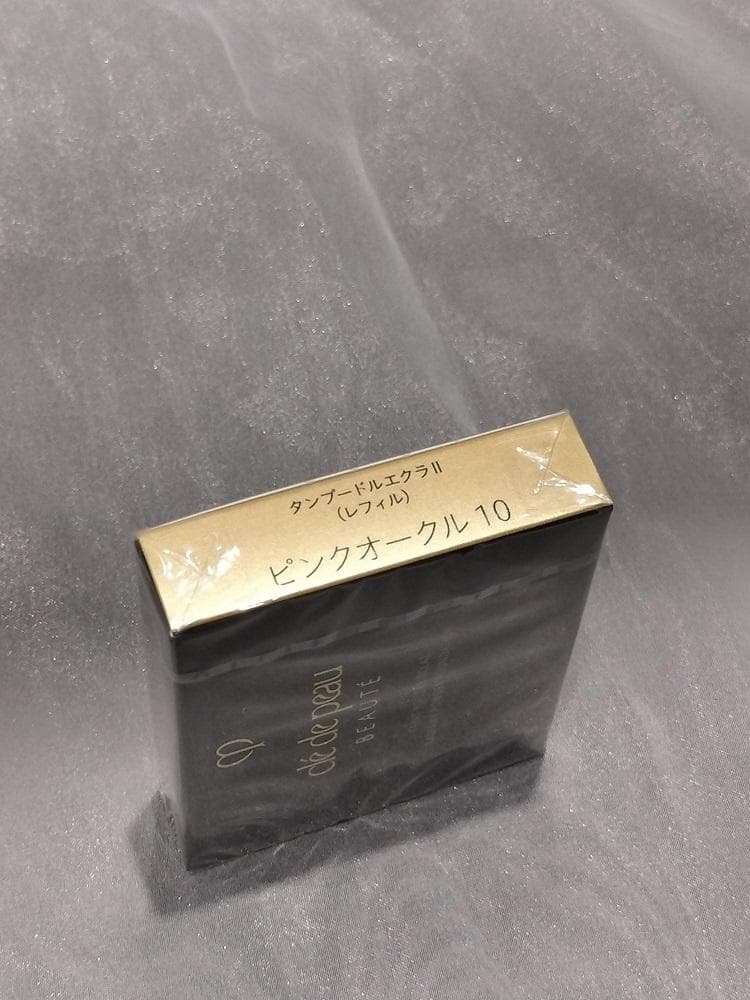 タンプードルエクラⅡ
(レフィル)
ピンクオークル 10
clé de peau
BEAUTÉ